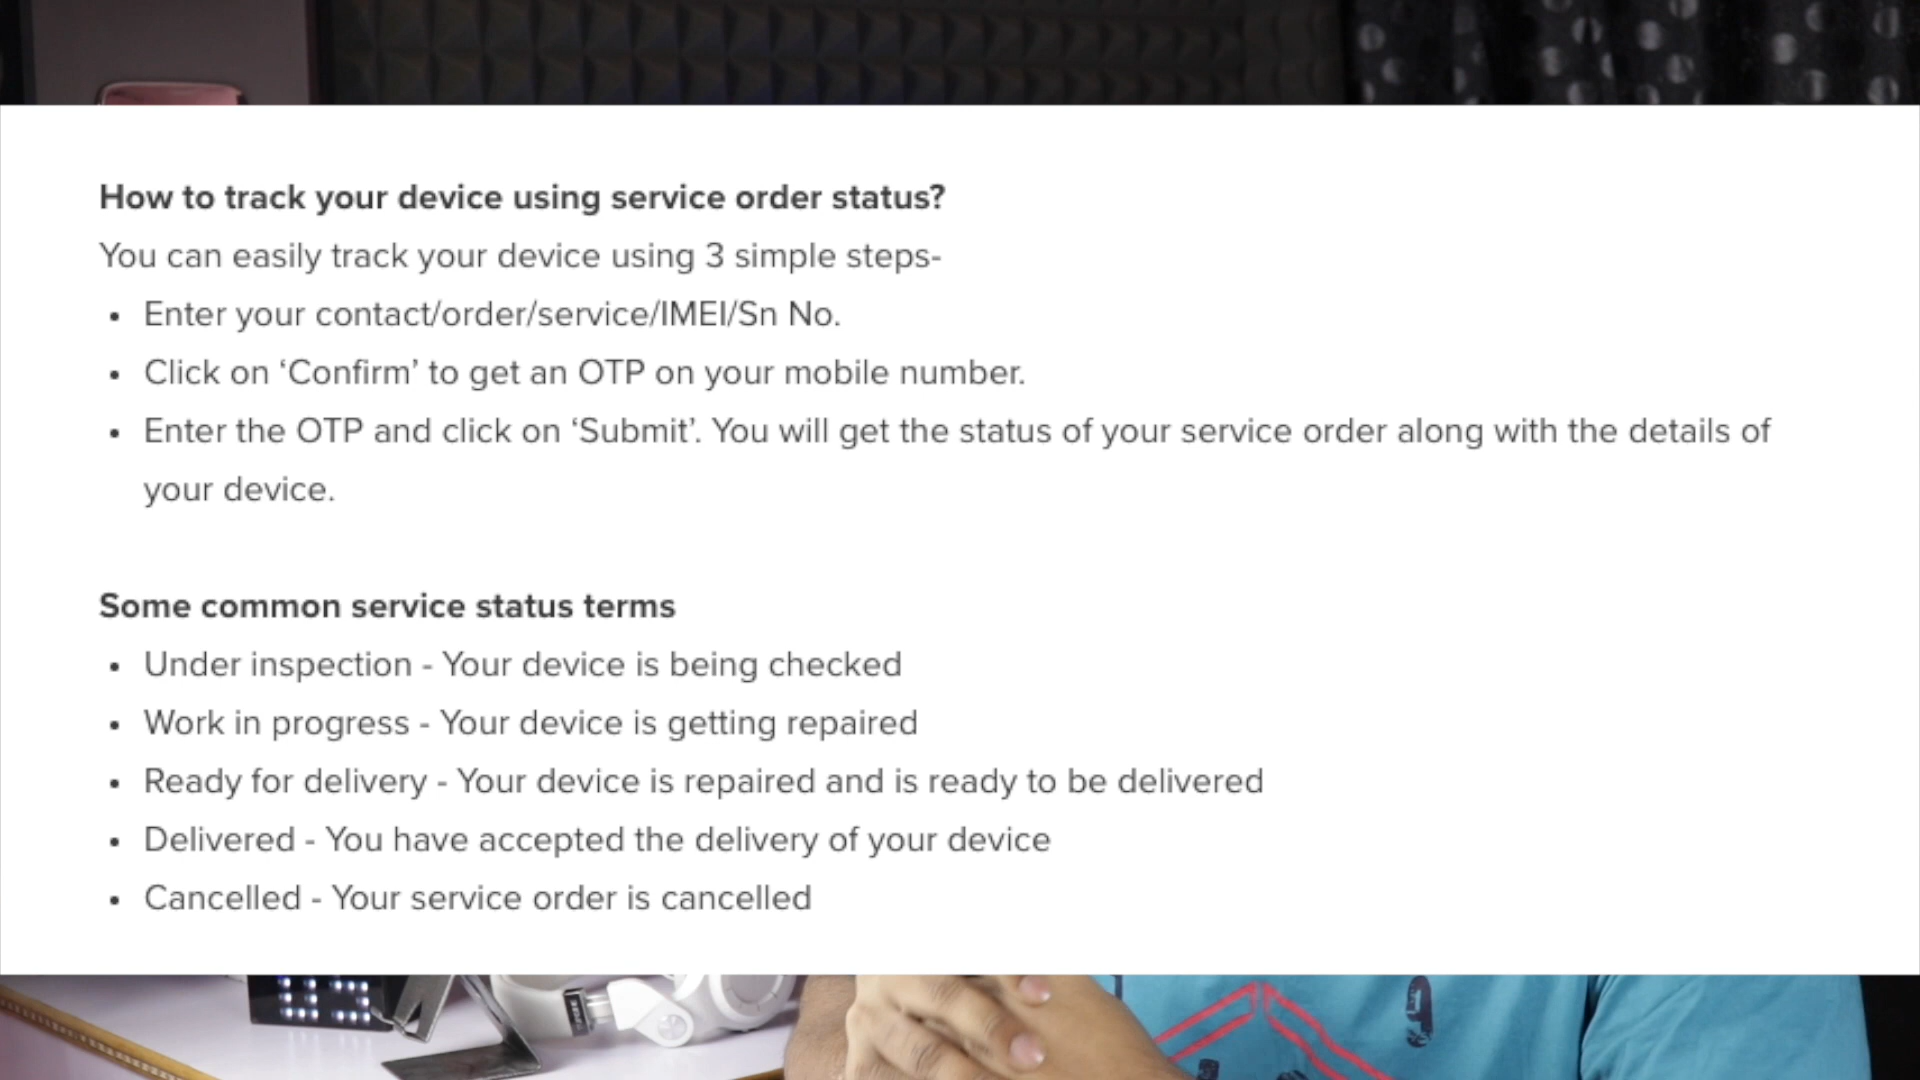 How to track your device using service order status?
You can easily track your device using 3 simple steps-
• Enter your contact/order/service/IMEI/Sn No.
• Click on ‘Confirm’ to get an OTP on your mobile number.
• Enter the OTP and click on ‘Submit’. You will get the status of your service order along with the details of
your device.
Some common service status terms
• Under inspection - Your device is being checked
• Work in progress - Your device is getting repaired
• Ready for delivery - Your device is repaired and is ready to be delivered
• Delivered - You have accepted the delivery of your device
• Cancelled - Your service order is cancelled